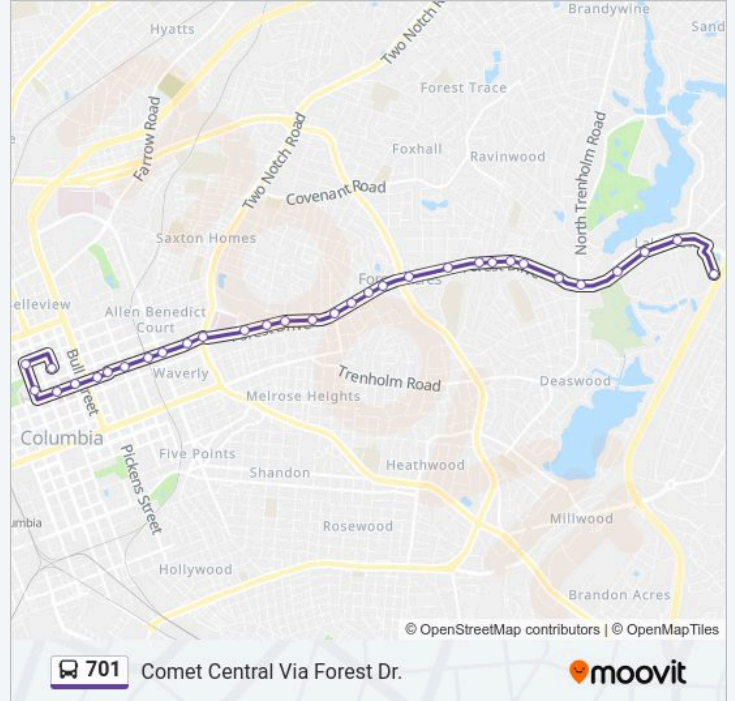 Brandywine
Hyatts
Sand
Two Notch R
Forest Trace
Farrow Road
Two Notch Road
Foxhall
Ravinwood
North Trenholm Road
Covenant Road
Saxton Homes
elleview
Allen Benedict
Court
Bull Street
Waverly
Trenholm Road
Melrose Heights
Deaswood
Columbia
Five Points
Pickens Street
Shandon
Heathwood
umbia
Rosewood
Millwood
Hollywood
Brandon Acres
© OpenStreetMap contributors | © OpenMapTiles
701 Comet Central Via Forest Dr.
moovit